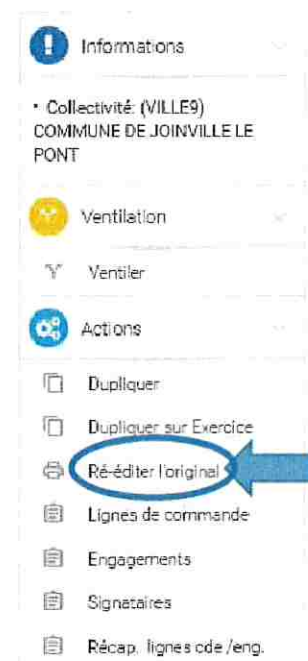 Informations
• Collectivité: (VILLE9)
COMMUNE DE JOINVILLE LE
PONT
Ventilation
Ventiler
Actions
Dupliquer
Dupliquer sur Exercice
Ré-éditer l'original
Lignes de commande
Engagements
Signataires
Récap. lignes cde /eng.